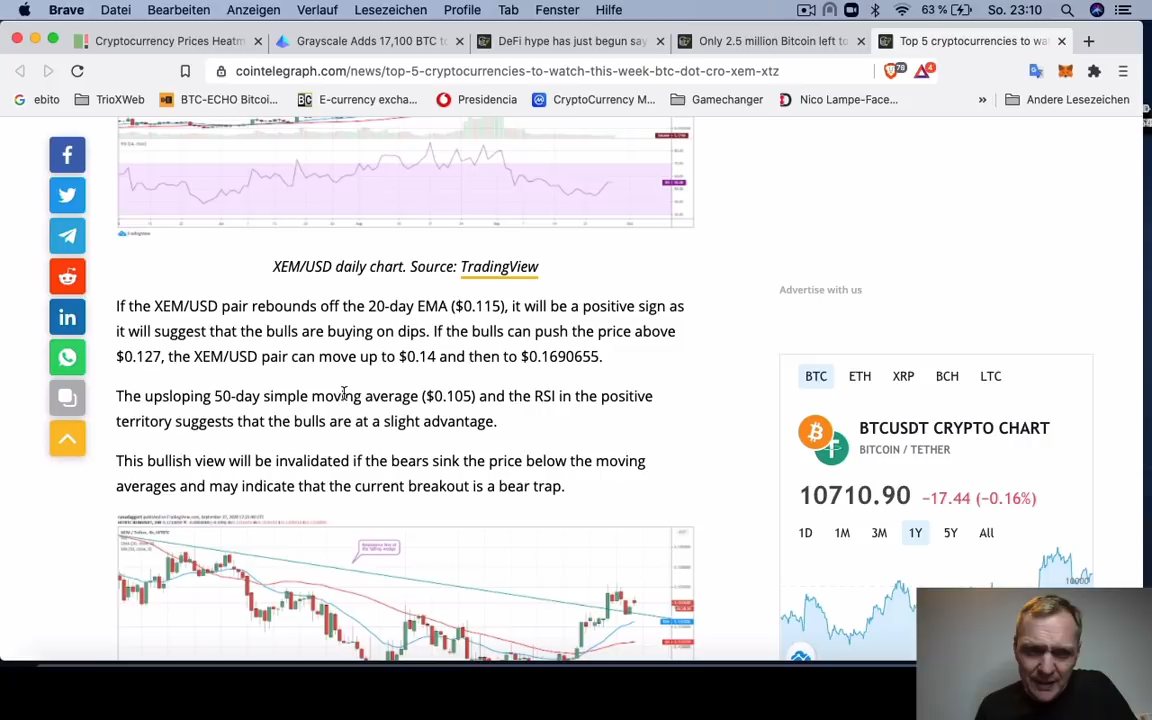 Brave Datei Bearbeiten Anzeigen Verlauf Lesezeichen Profile Tab Fenster Hilfe 63 % So. 23:10
Cryptocurrency Prices Heatm Grayscale Adds 17,100 BTC to DeFi hype has just begun say Only 2.5 million Bitcoin left to Top 5 cryptocurrencies to wa
cointelegraph.com/news/top-5-cryptocurrencies-to-watch-this-week-btc-dot-cro-xem-xtz 78 4
ebito TrioXWeb BTC-ECHO Bitcoi... E-currency excha... Presidencia CryptoCurrency M... Gamechanger Nico Lampe-Face... » Andere Lesezeichen
TradingView
XEM/USD daily chart. Source: TradingView
If the XEM/USD pair rebounds off the 20-day EMA ($0.115), it will be a positive sign as
it will suggest that the bulls are buying on dips. If the bulls can push the price above
$0.127, the XEM/USD pair can move up to $0.14 and then to $0.1690655.
The upsloping 50-day simple moving average ($0.105) and the RSI in the positive
territory suggests that the bulls are at a slight advantage.
This bullish view will be invalidated if the bears sink the price below the moving
averages and may indicate that the current breakout is a bear trap.
Advertise with us
BTC ETH XRP BCH LTC
BTCUSDT CRYPTO CHART
BITCOIN / TETHER
10710.90 −17.44 (−0.16%)
1D 1M 3M 1Y 5Y All
10000